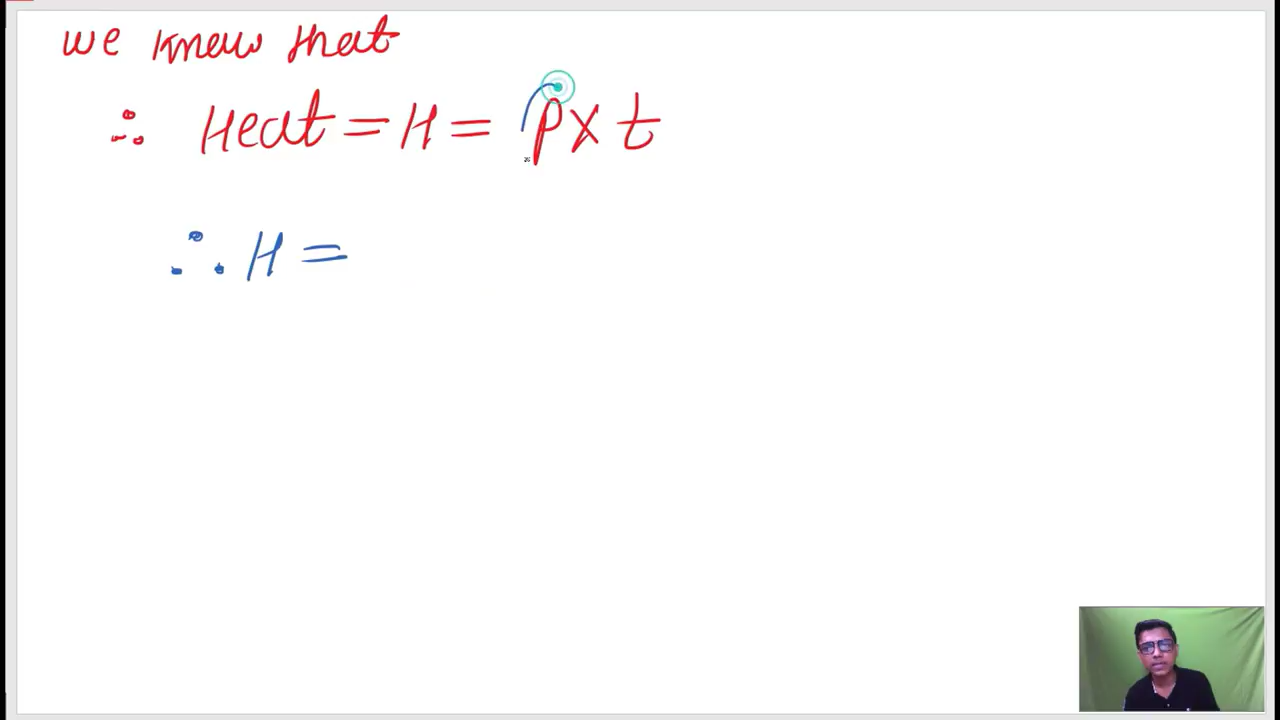 we knew that
∴ Heat = H = P x t
∴ H =